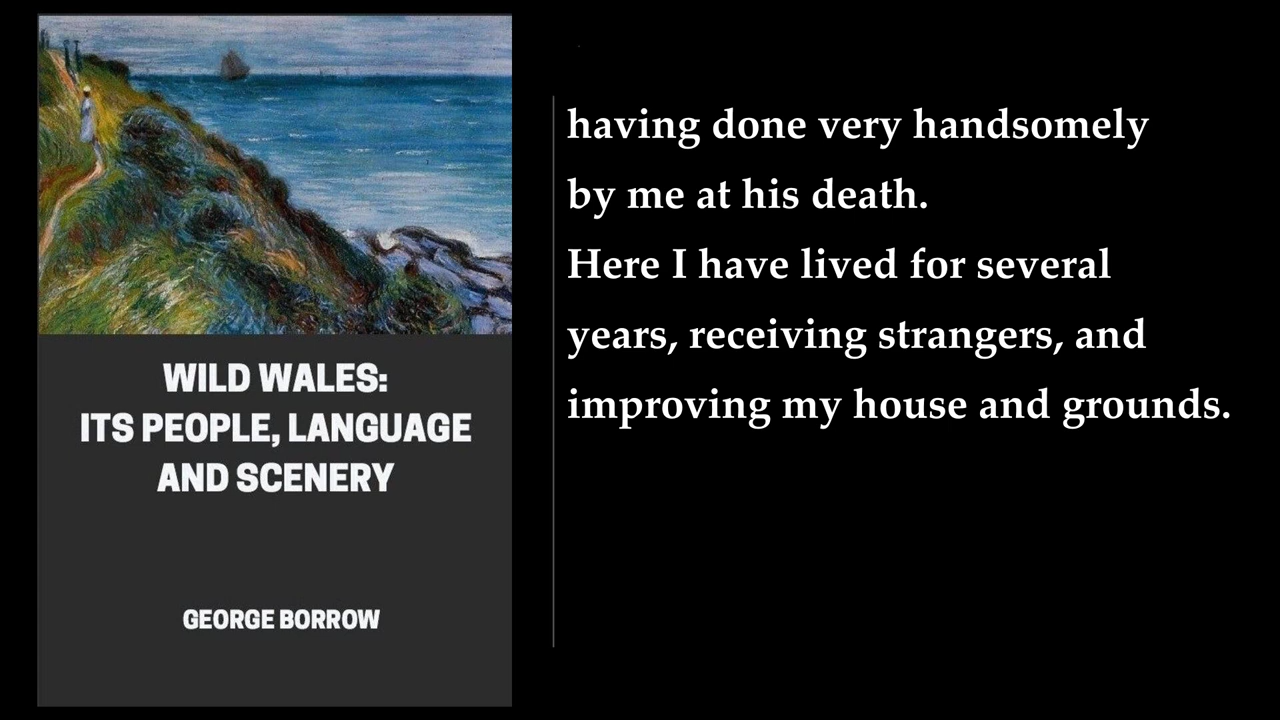 WILD WALES:
ITS PEOPLE, LANGUAGE
AND SCENERY
GEORGE BORROW
having done very handsomely
by me at his death.
Here I have lived for several
years, receiving strangers, and
improving my house and grounds.